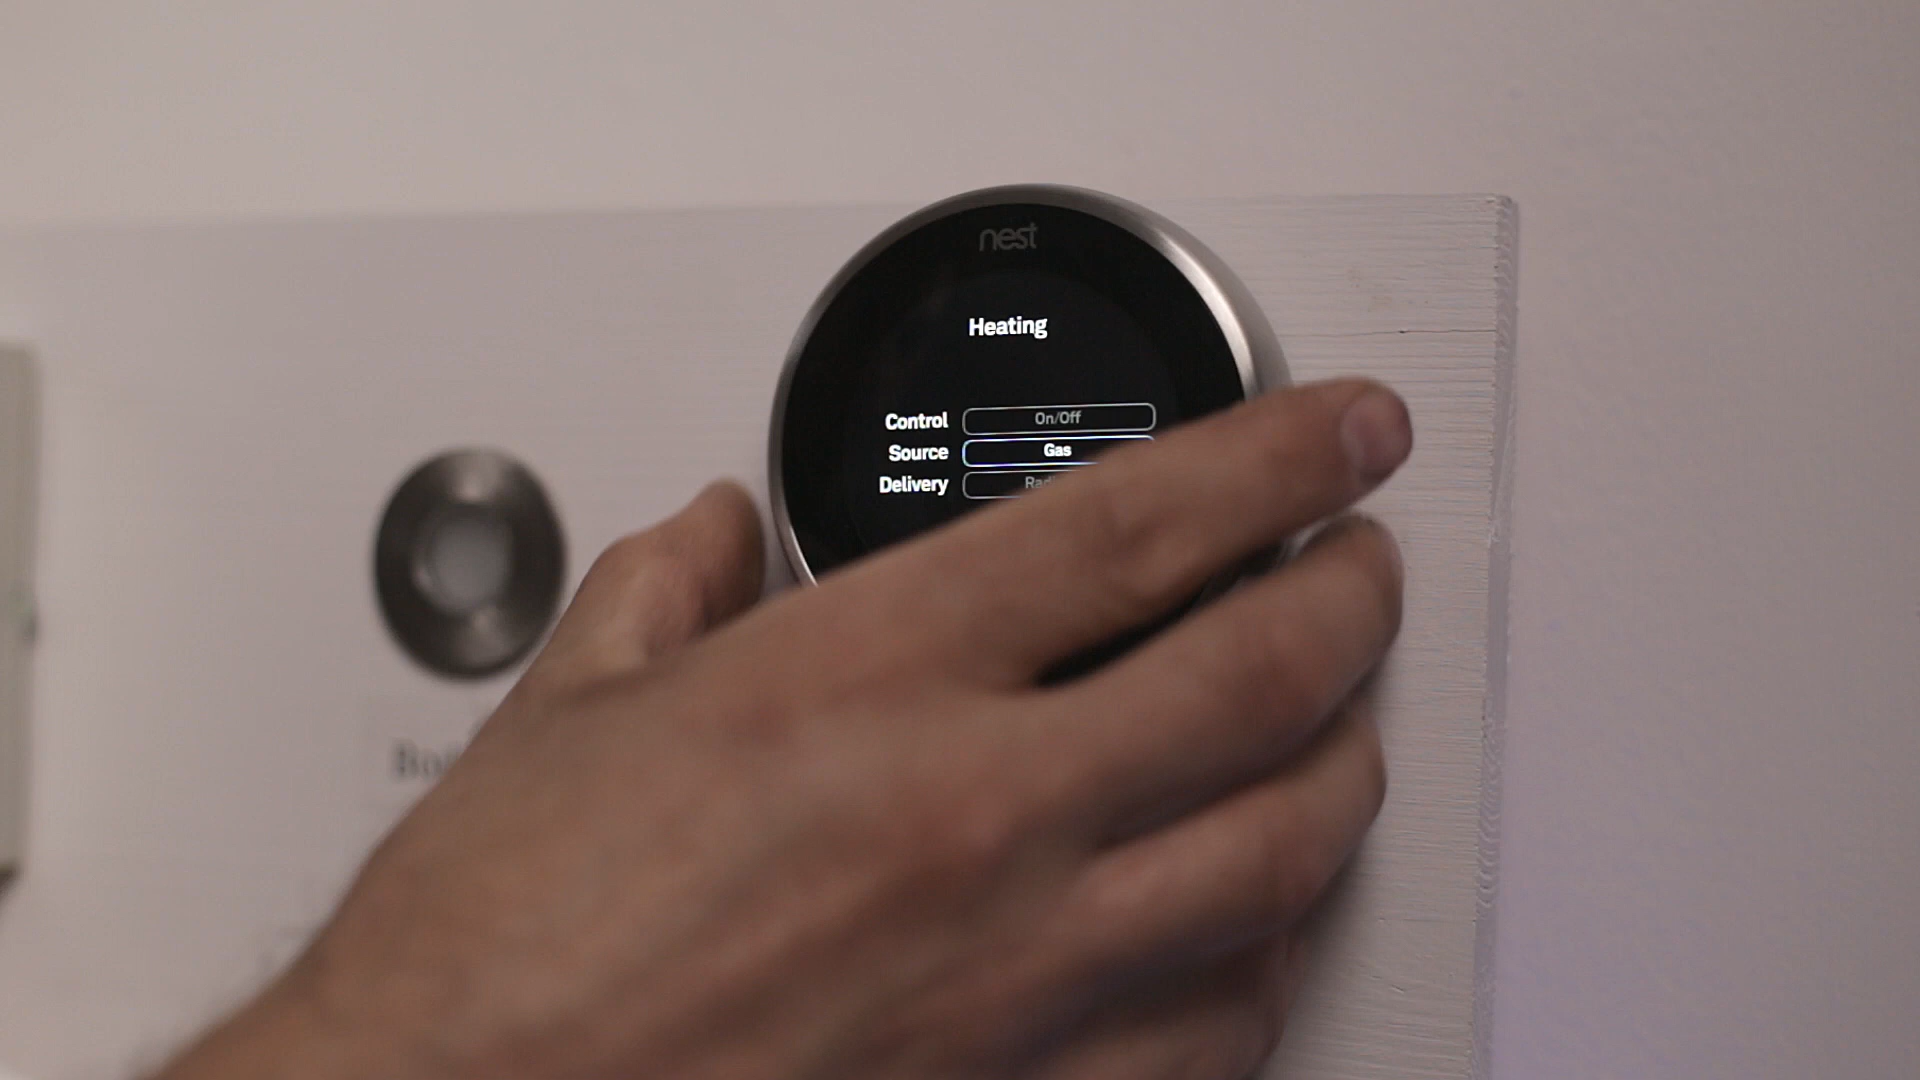 nest
Heating
Control On/Off
Source Gas
Delivery